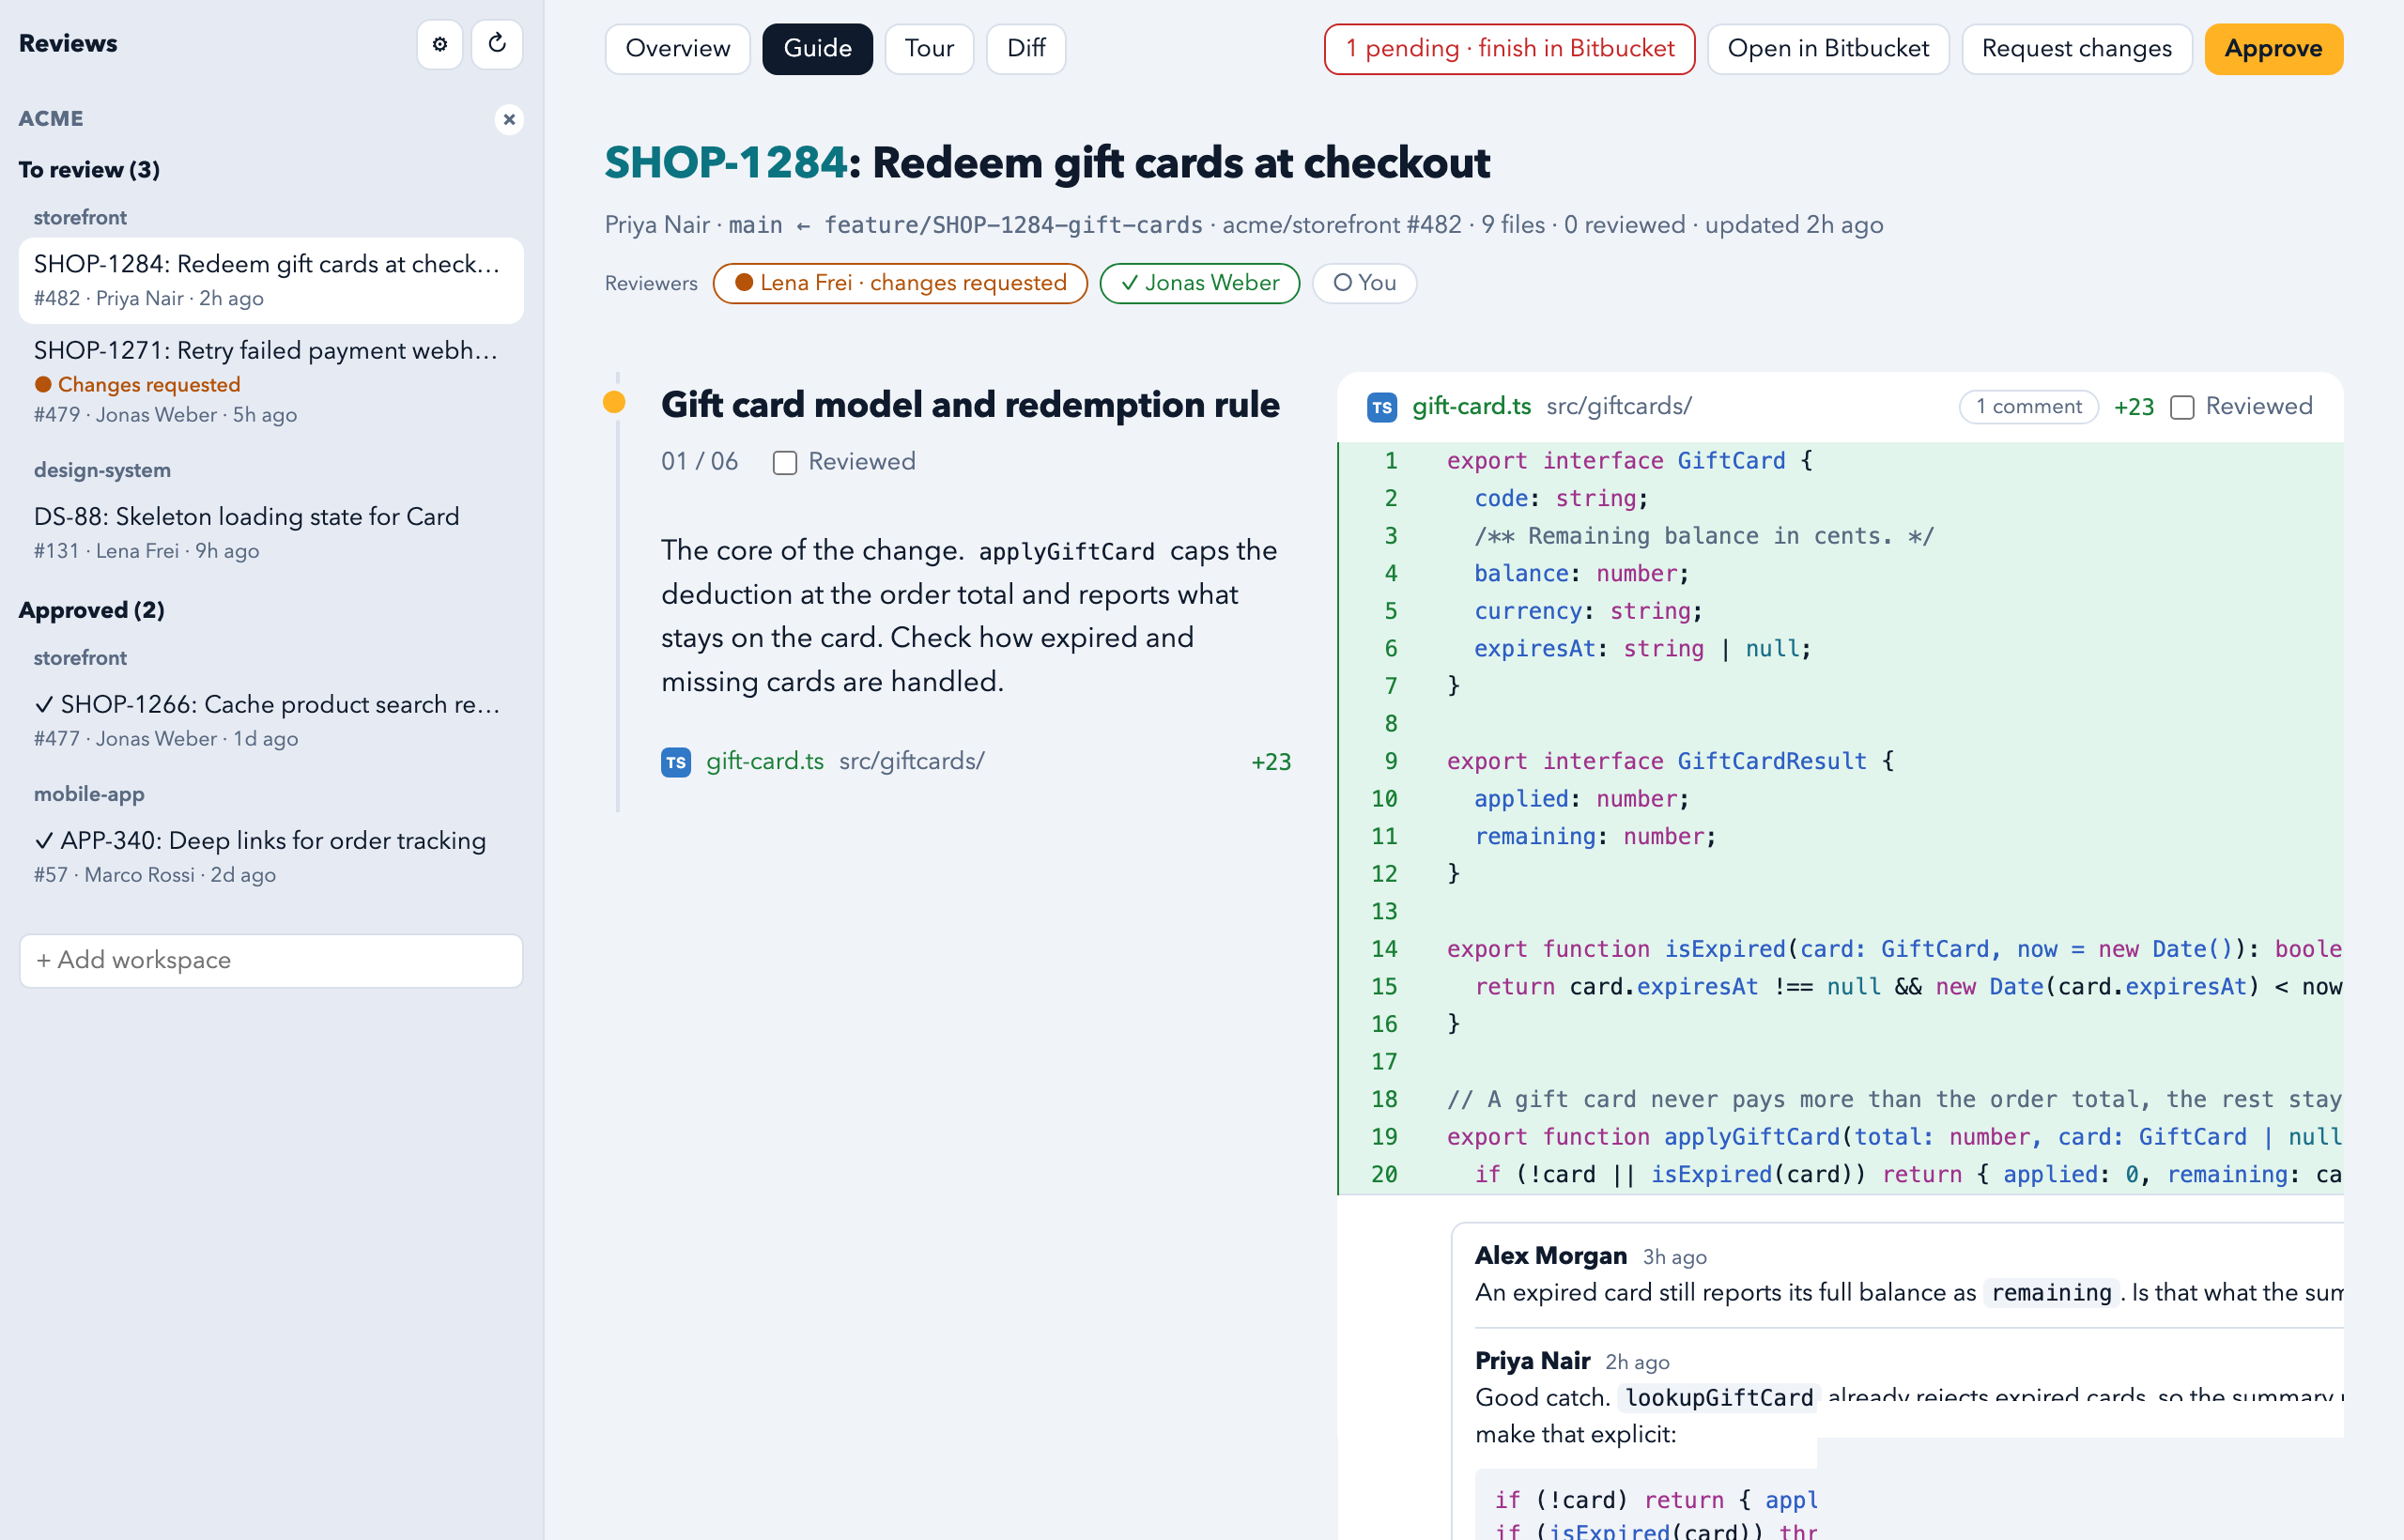 Reviews
ACME
To review (3)
storefront
SHOP-1284: Redeem gift cards at check…
#482 · Priya Nair · 2h ago
SHOP-1271: Retry failed payment webh…
Changes requested
#479 · Jonas Weber · 5h ago
design-system
DS-88: Skeleton loading state for Card
#131 · Lena Frei · 9h ago
Approved (2)
storefront
✓ SHOP-1266: Cache product search re…
#477 · Jonas Weber · 1d ago
mobile-app
✓ APP-340: Deep links for order tracking
#57 · Marco Rossi · 2d ago
+ Add workspace
Overview Guide Tour Diff 1 pending · finish in Bitbucket Open in Bitbucket Request changes Approve
SHOP-1284: Redeem gift cards at checkout
Priya Nair · main ← feature/SHOP-1284-gift-cards · acme/storefront #482 · 9 files · 0 reviewed · updated 2h ago
Reviewers Lena Frei · changes requested ✓ Jonas Weber You
Gift card model and redemption rule
01 / 06 Reviewed
The core of the change. applyGiftCard caps the
deduction at the order total and reports what
stays on the card. Check how expired and
missing cards are handled.
TS gift-card.ts src/giftcards/ +23
TS gift-card.ts src/giftcards/ 1 comment +23 Reviewed
1 export interface GiftCard {
2 code: string;
3 /** Remaining balance in cents. */
4 balance: number;
5 currency: string;
6 expiresAt: string | null;
7 }
8
9 export interface GiftCardResult {
10 applied: number;
11 remaining: number;
12 }
13
14 export function isExpired(card: GiftCard, now = new Date()): boole
15 return card.expiresAt !== null && new Date(card.expiresAt) < now
16 }
17
18 // A gift card never pays more than the order total, the rest stay
19 export function applyGiftCard(total: number, card: GiftCard | null
20 if (!card || isExpired(card)) return { applied: 0, remaining: ca
Alex Morgan 3h ago
An expired card still reports its full balance as remaining. Is that what the sum
Priya Nair 2h ago
Good catch. lookupGiftCard already rejects expired cards, so the summary
make that explicit:
if (!card) return { appl
if (isExpired(card)) thr